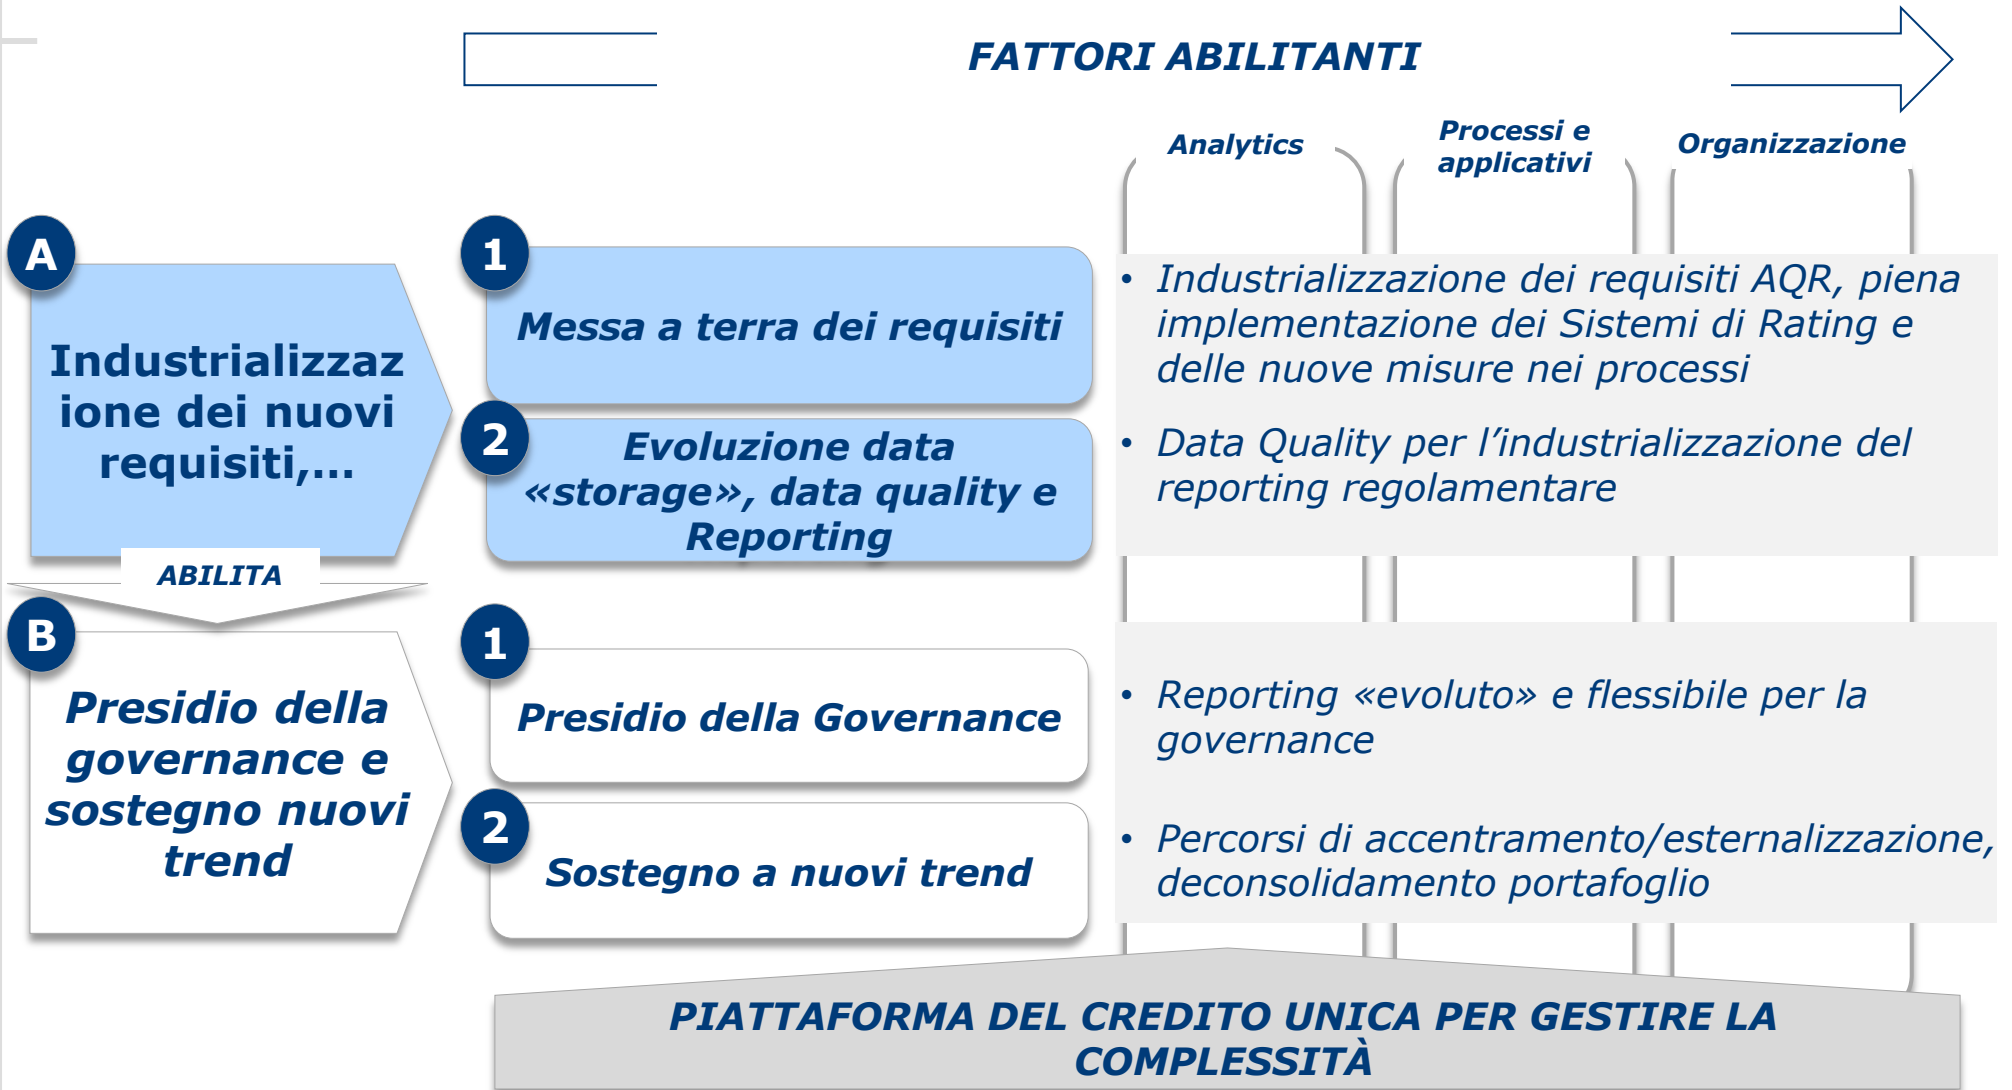 FATTORI ABILITANTI
Analytics
Processi e
applicativi
Organizzazione
A
Industrializzaz
ione dei nuovi
requisiti,...
1
Messa a terra dei requisiti
2
Evoluzione data
«storage», data quality e
Reporting
• Industrializzazione dei requisiti AQR, piena
implementazione dei Sistemi di Rating e
delle nuove misure nei processi
• Data Quality per l’industrializzazione del
reporting regolamentare
ABILITA
B
Presidio della
governance e
sostegno nuovi
trend
1
Presidio della Governance
2
Sostegno a nuovi trend
• Reporting «evoluto» e flessibile per la
governance
• Percorsi di accentramento/esternalizzazione,
deconsolidamento portafoglio
PIATTAFORMA DEL CREDITO UNICA PER GESTIRE LA
COMPLESSITÀ